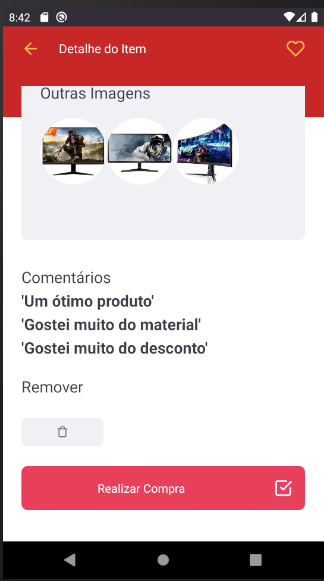 8:42
Detalhe do Item
Outras Imagens
Comentários
'Um ótimo produto'
'Gostei muito do material'
'Gostei muito do desconto'
Remover
Realizar Compra